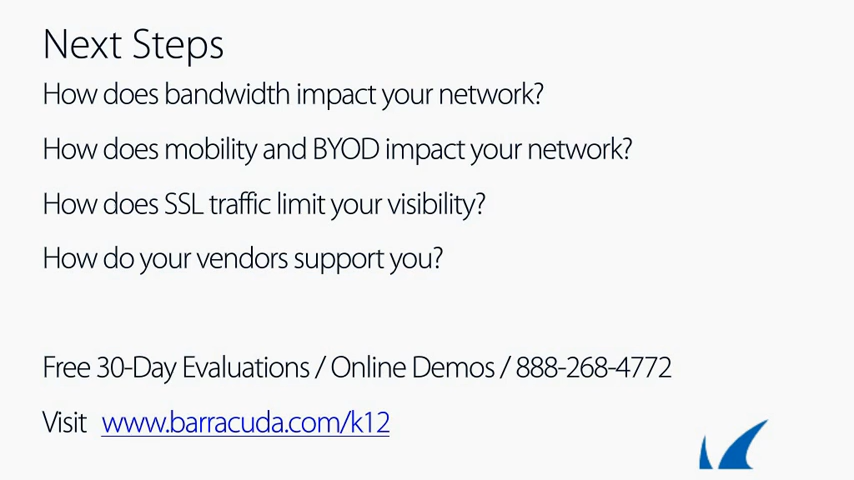 Next Steps
How does bandwidth impact your network?
How does mobility and BYOD impact your network?
How does SSL traffic limit your visibility?
How do your vendors support you?
Free 30-Day Evaluations / Online Demos / 888-268-4772
Visit www.barracuda.com/k12